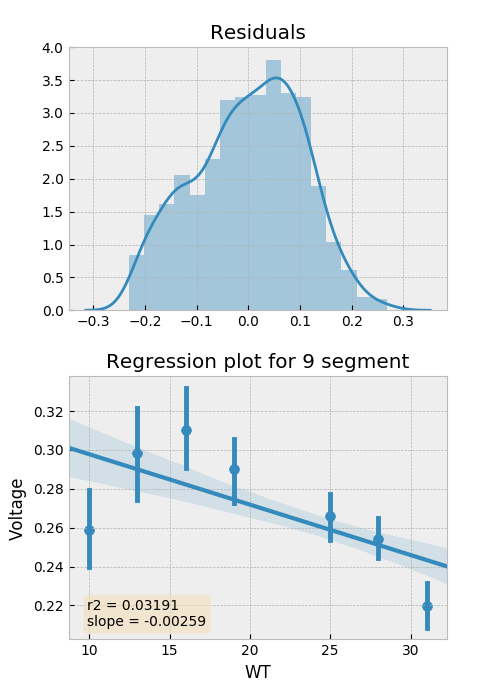 Residuals
4.0
3.5
3.0
2.5
2.0
1.5
1.0
0.5
0.0
−0.3 −0.2 −0.1 0.0 0.1 0.2 0.3
Regression plot for 9 segment
0.32
0.30
0.28
0.26
0.24
0.22
Voltage
r2 = 0.03191
slope = -0.00259
10 15 20 25 30
WT